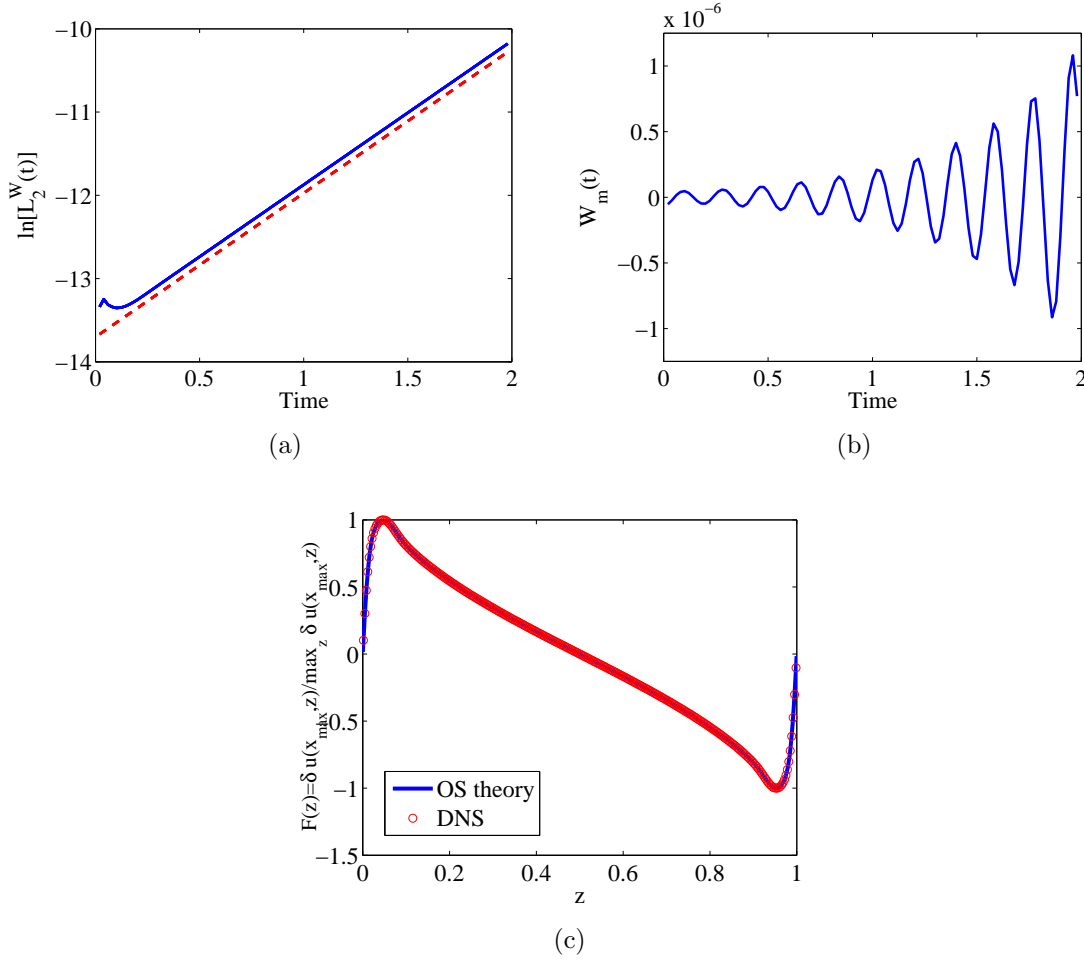 ln[L₂ᵂ(t)]
−10
−11
−12
−13
−14
0
0.5
1
1.5
2
Time
(a)
x 10⁻⁶
W_m(t)
1
0.5
0
−0.5
−1
0
0.5
1
1.5
2
Time
(b)
F(z)=δ u(x_max,z)/max_z δ u(x_max,z)
1
0.5
0
−0.5
−1
−1.5
OS theory
DNS
0
0.2
0.4
0.6
0.8
1
z
(c)